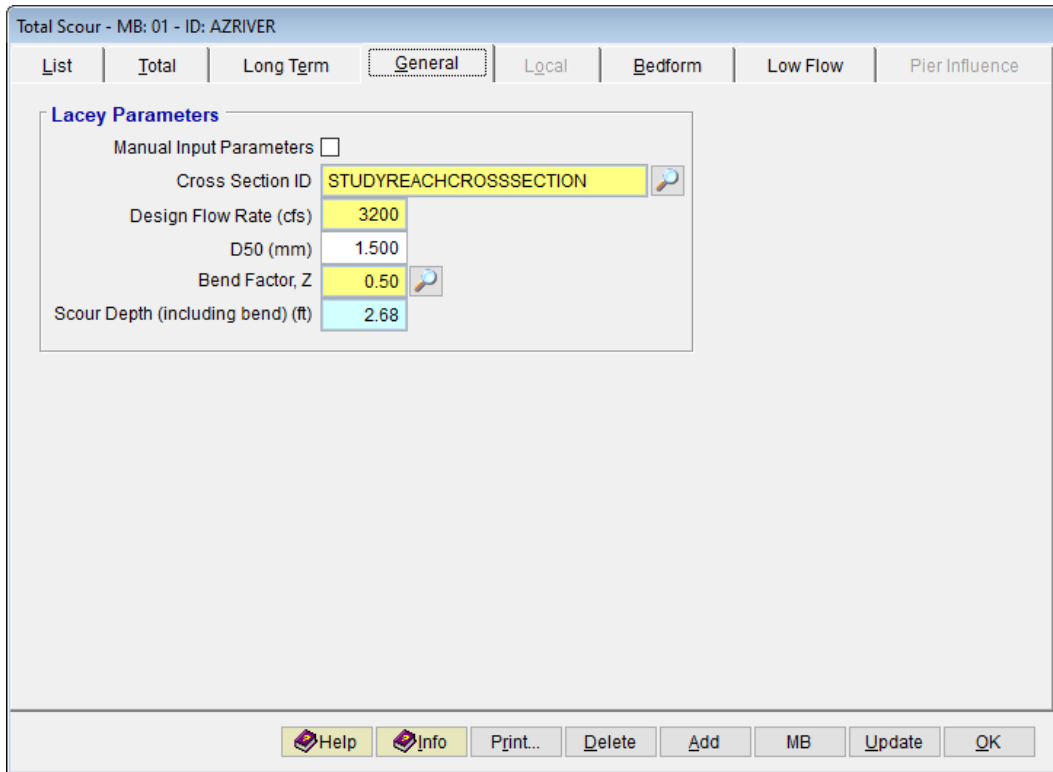 Total Scour - MB: 01 - ID: AZRIVER
List Total Long Term General Local Bedform Low Flow Pier Influence
Lacey Parameters
Manual Input Parameters
Cross Section ID STUDYREACHCROSSSECTION
Design Flow Rate (cfs) 3200
D50 (mm) 1.500
Bend Factor, Z 0.50
Scour Depth (including bend) (ft) 2.68
Help Info Print... Delete Add MB Update OK